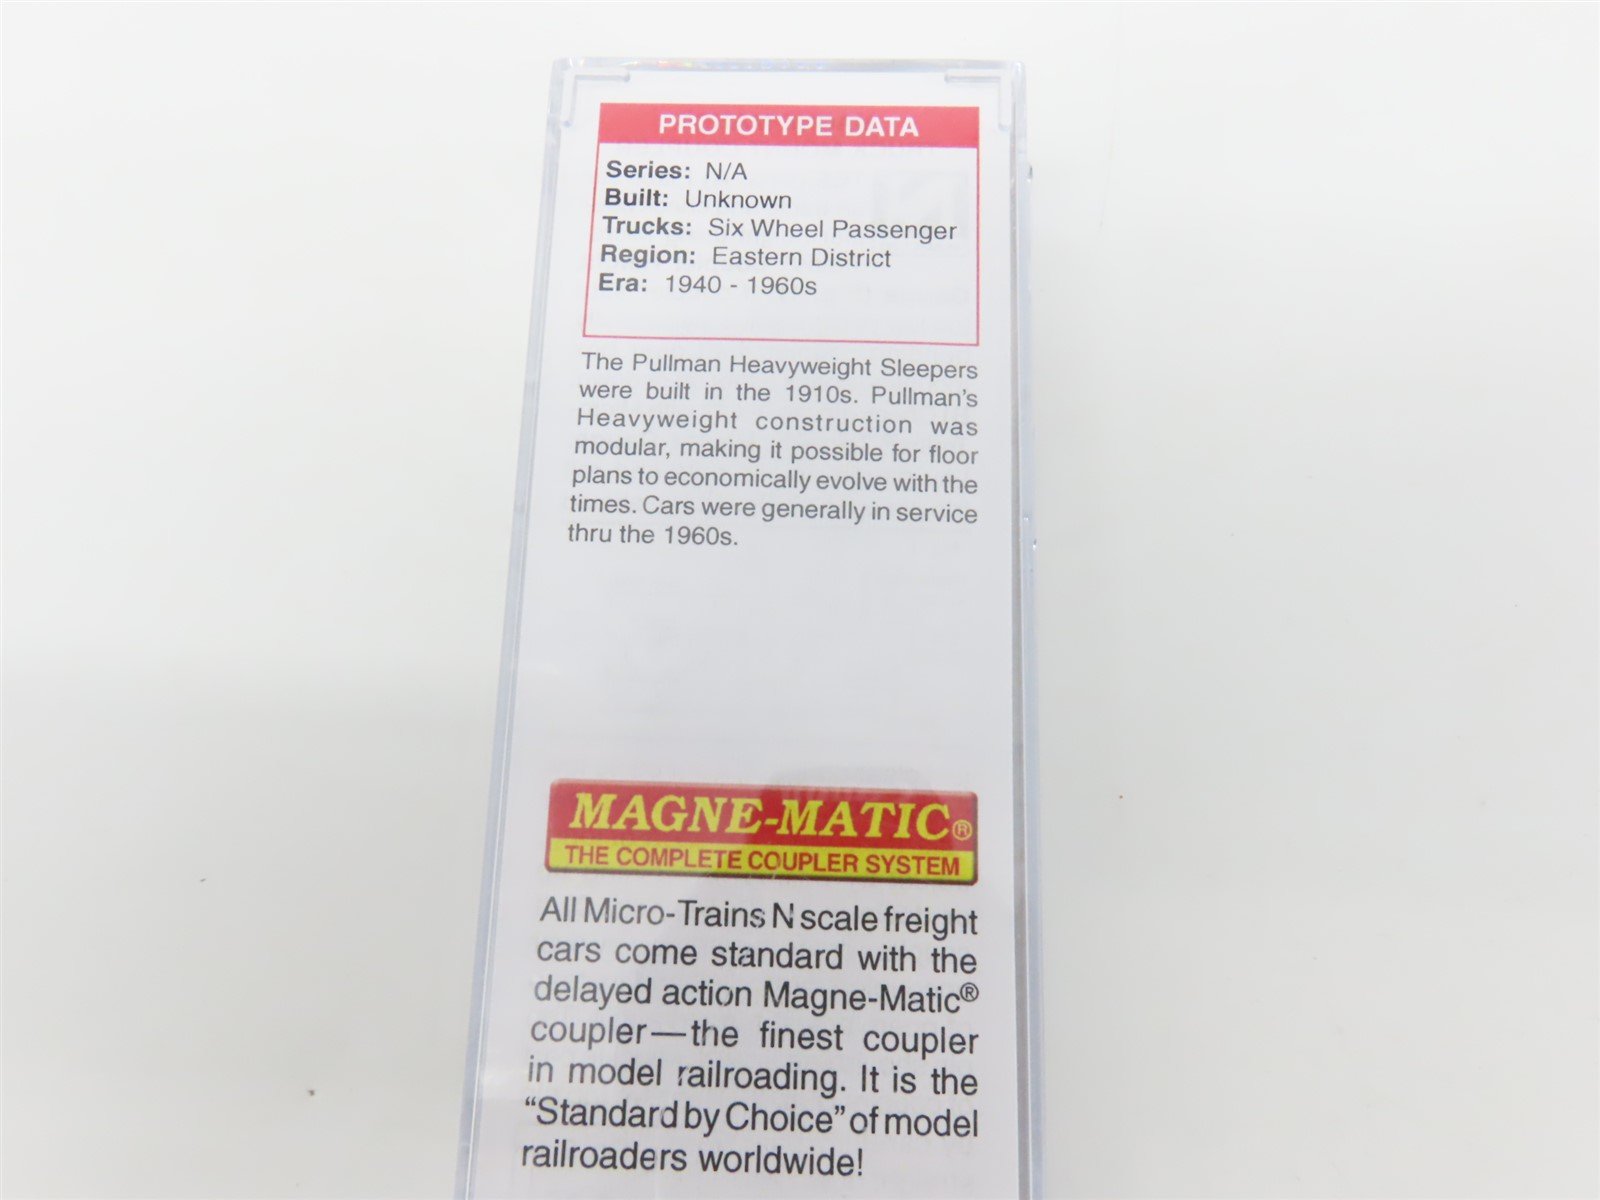 PROTOTYPE DATA
Series: N/A
Built: Unknown
Trucks: Six Wheel Passenger
Region: Eastern District
Era: 1940 - 1960s
The Pullman Heavyweight Sleepers
were built in the 1910s. Pullman's
Heavyweight construction was
modular, making it possible for floor
plans to economically evolve with the
times. Cars were generally in service
thru the 1960s.
MAGNE-MATIC®
THE COMPLETE COUPLER SYSTEM
All Micro-Trains N scale freight
cars come standard with the
delayed action Magne-Matic®
coupler—the finest coupler
in model railroading. It is the
“Standard by Choice” of model
railroaders worldwide!